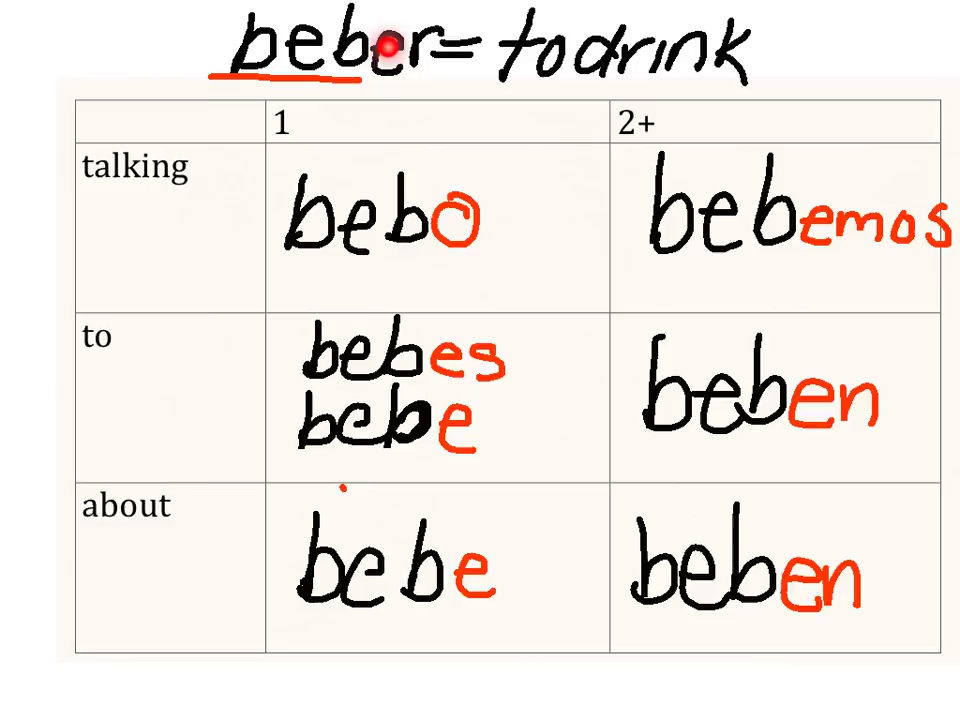 beber = to drink
1 2+
talking bebo bebemos
to bebes beben
bebe
about bebe beben